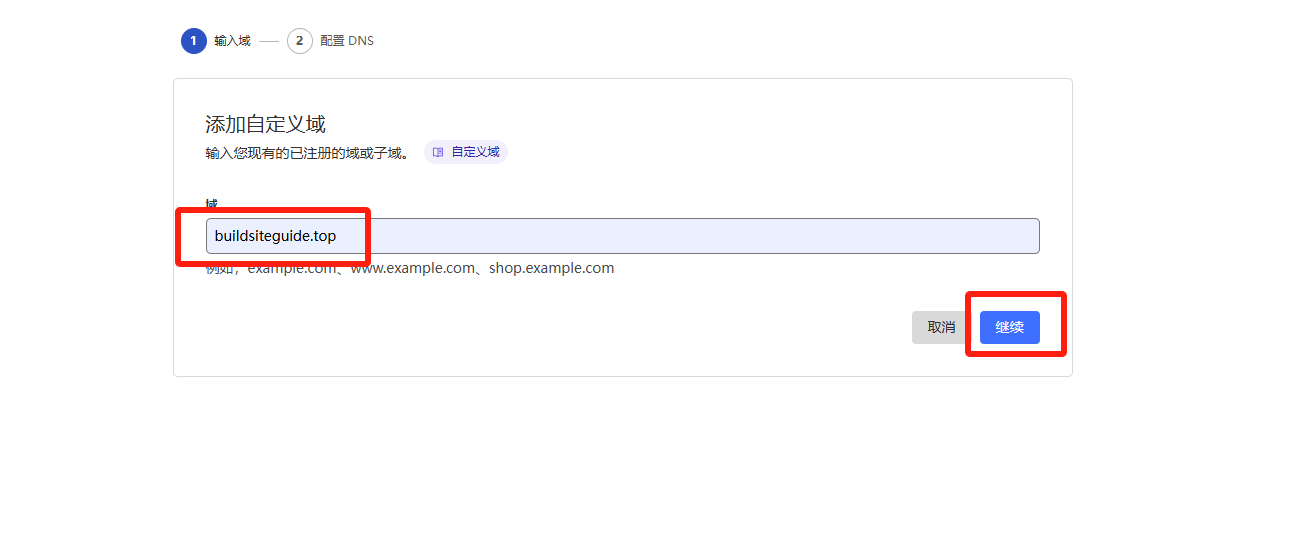 1 输入域 2 配置 DNS
添加自定义域
输入您现有的已注册的域或子域。 自定义域
域
buildsiteguide.top
例如，example.com、www.example.com、shop.example.com
取消 继续